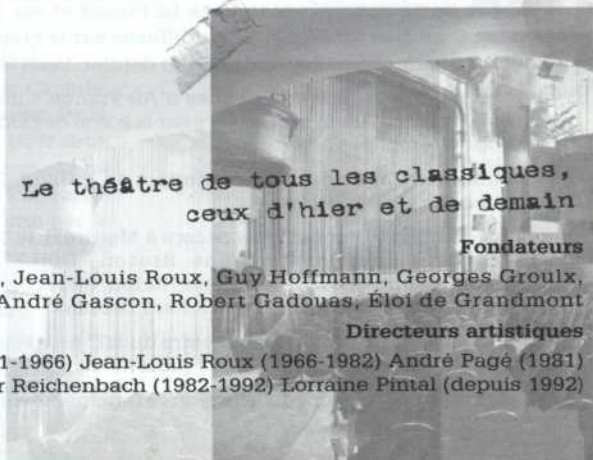 Le théâtre de tous les classiques,
ceux d'hier et de demain
Fondateurs
, Jean-Louis Roux, Guy Hoffmann, Georges Groulx,
André Gascon, Robert Gadouas, Éloi de Grandmont
Directeurs artistiques
1-1966) Jean-Louis Roux (1966-1982) André Pagé (1981)
Reichenbach (1982-1992) Lorraine Pintal (depuis 1992)